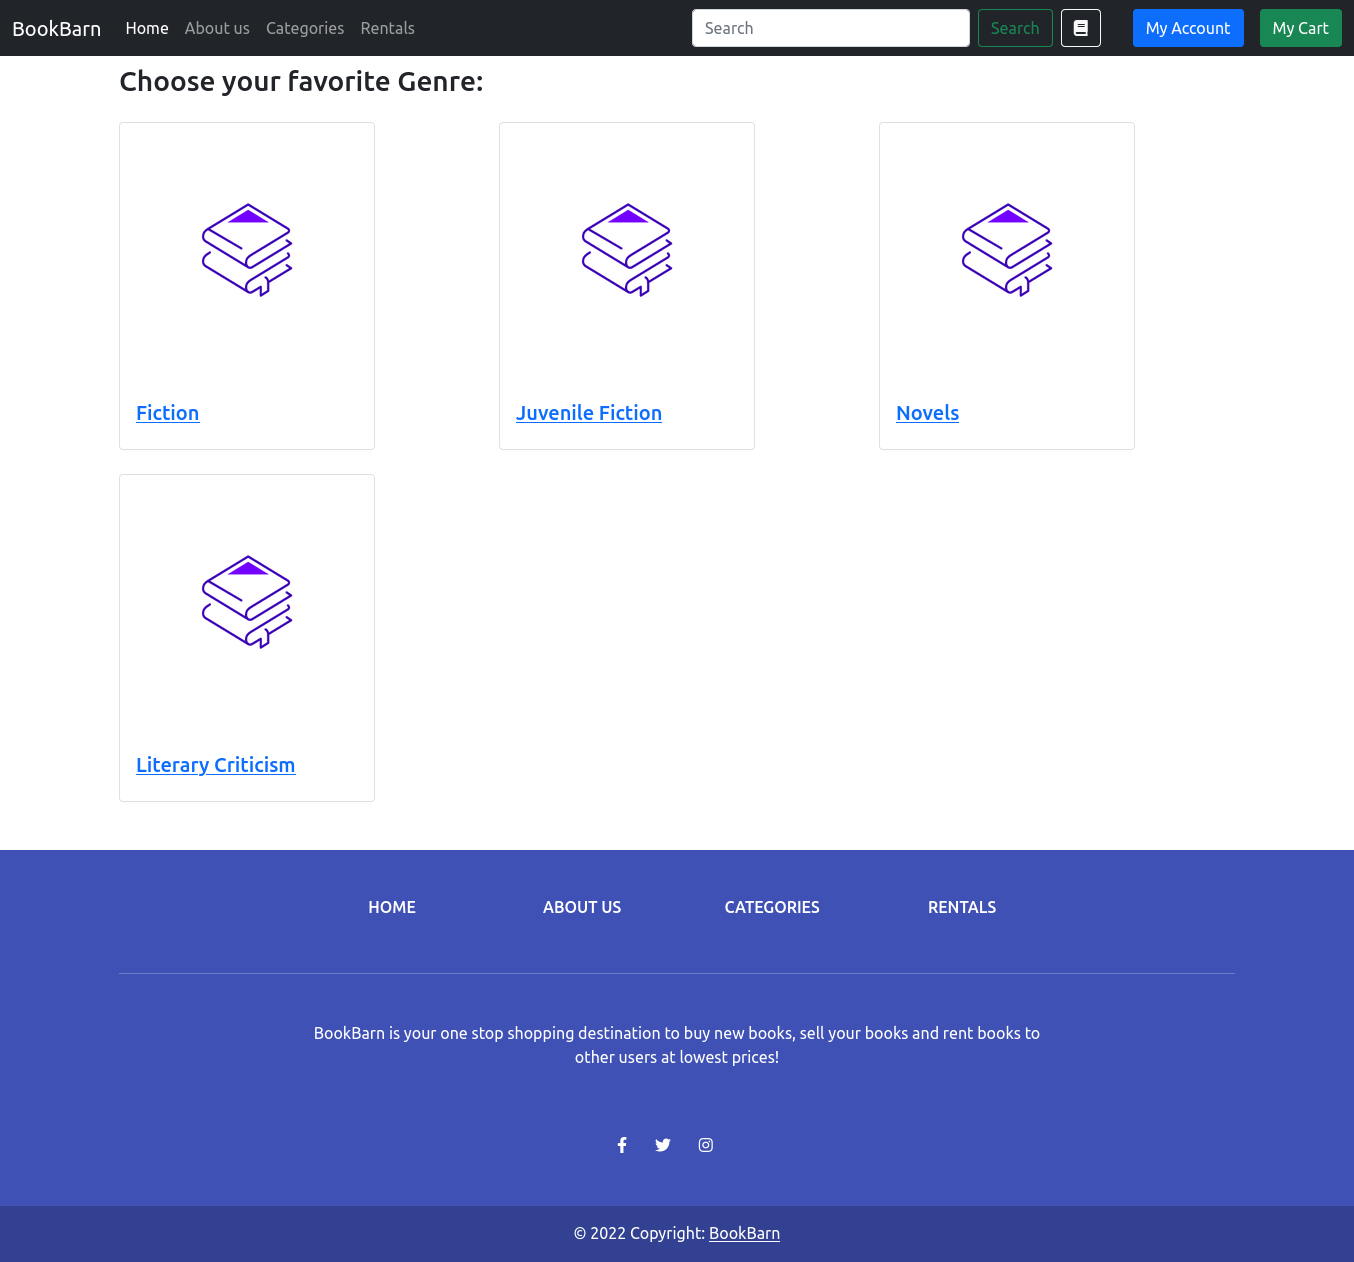 BookBarn Home About us Categories Rentals Search Search My Account My Cart
Choose your favorite Genre:
Fiction Juvenile Fiction Novels
Literary Criticism
HOME ABOUT US CATEGORIES RENTALS
BookBarn is your one stop shopping destination to buy new books, sell your books and rent books to
other users at lowest prices!
© 2022 Copyright: BookBarn